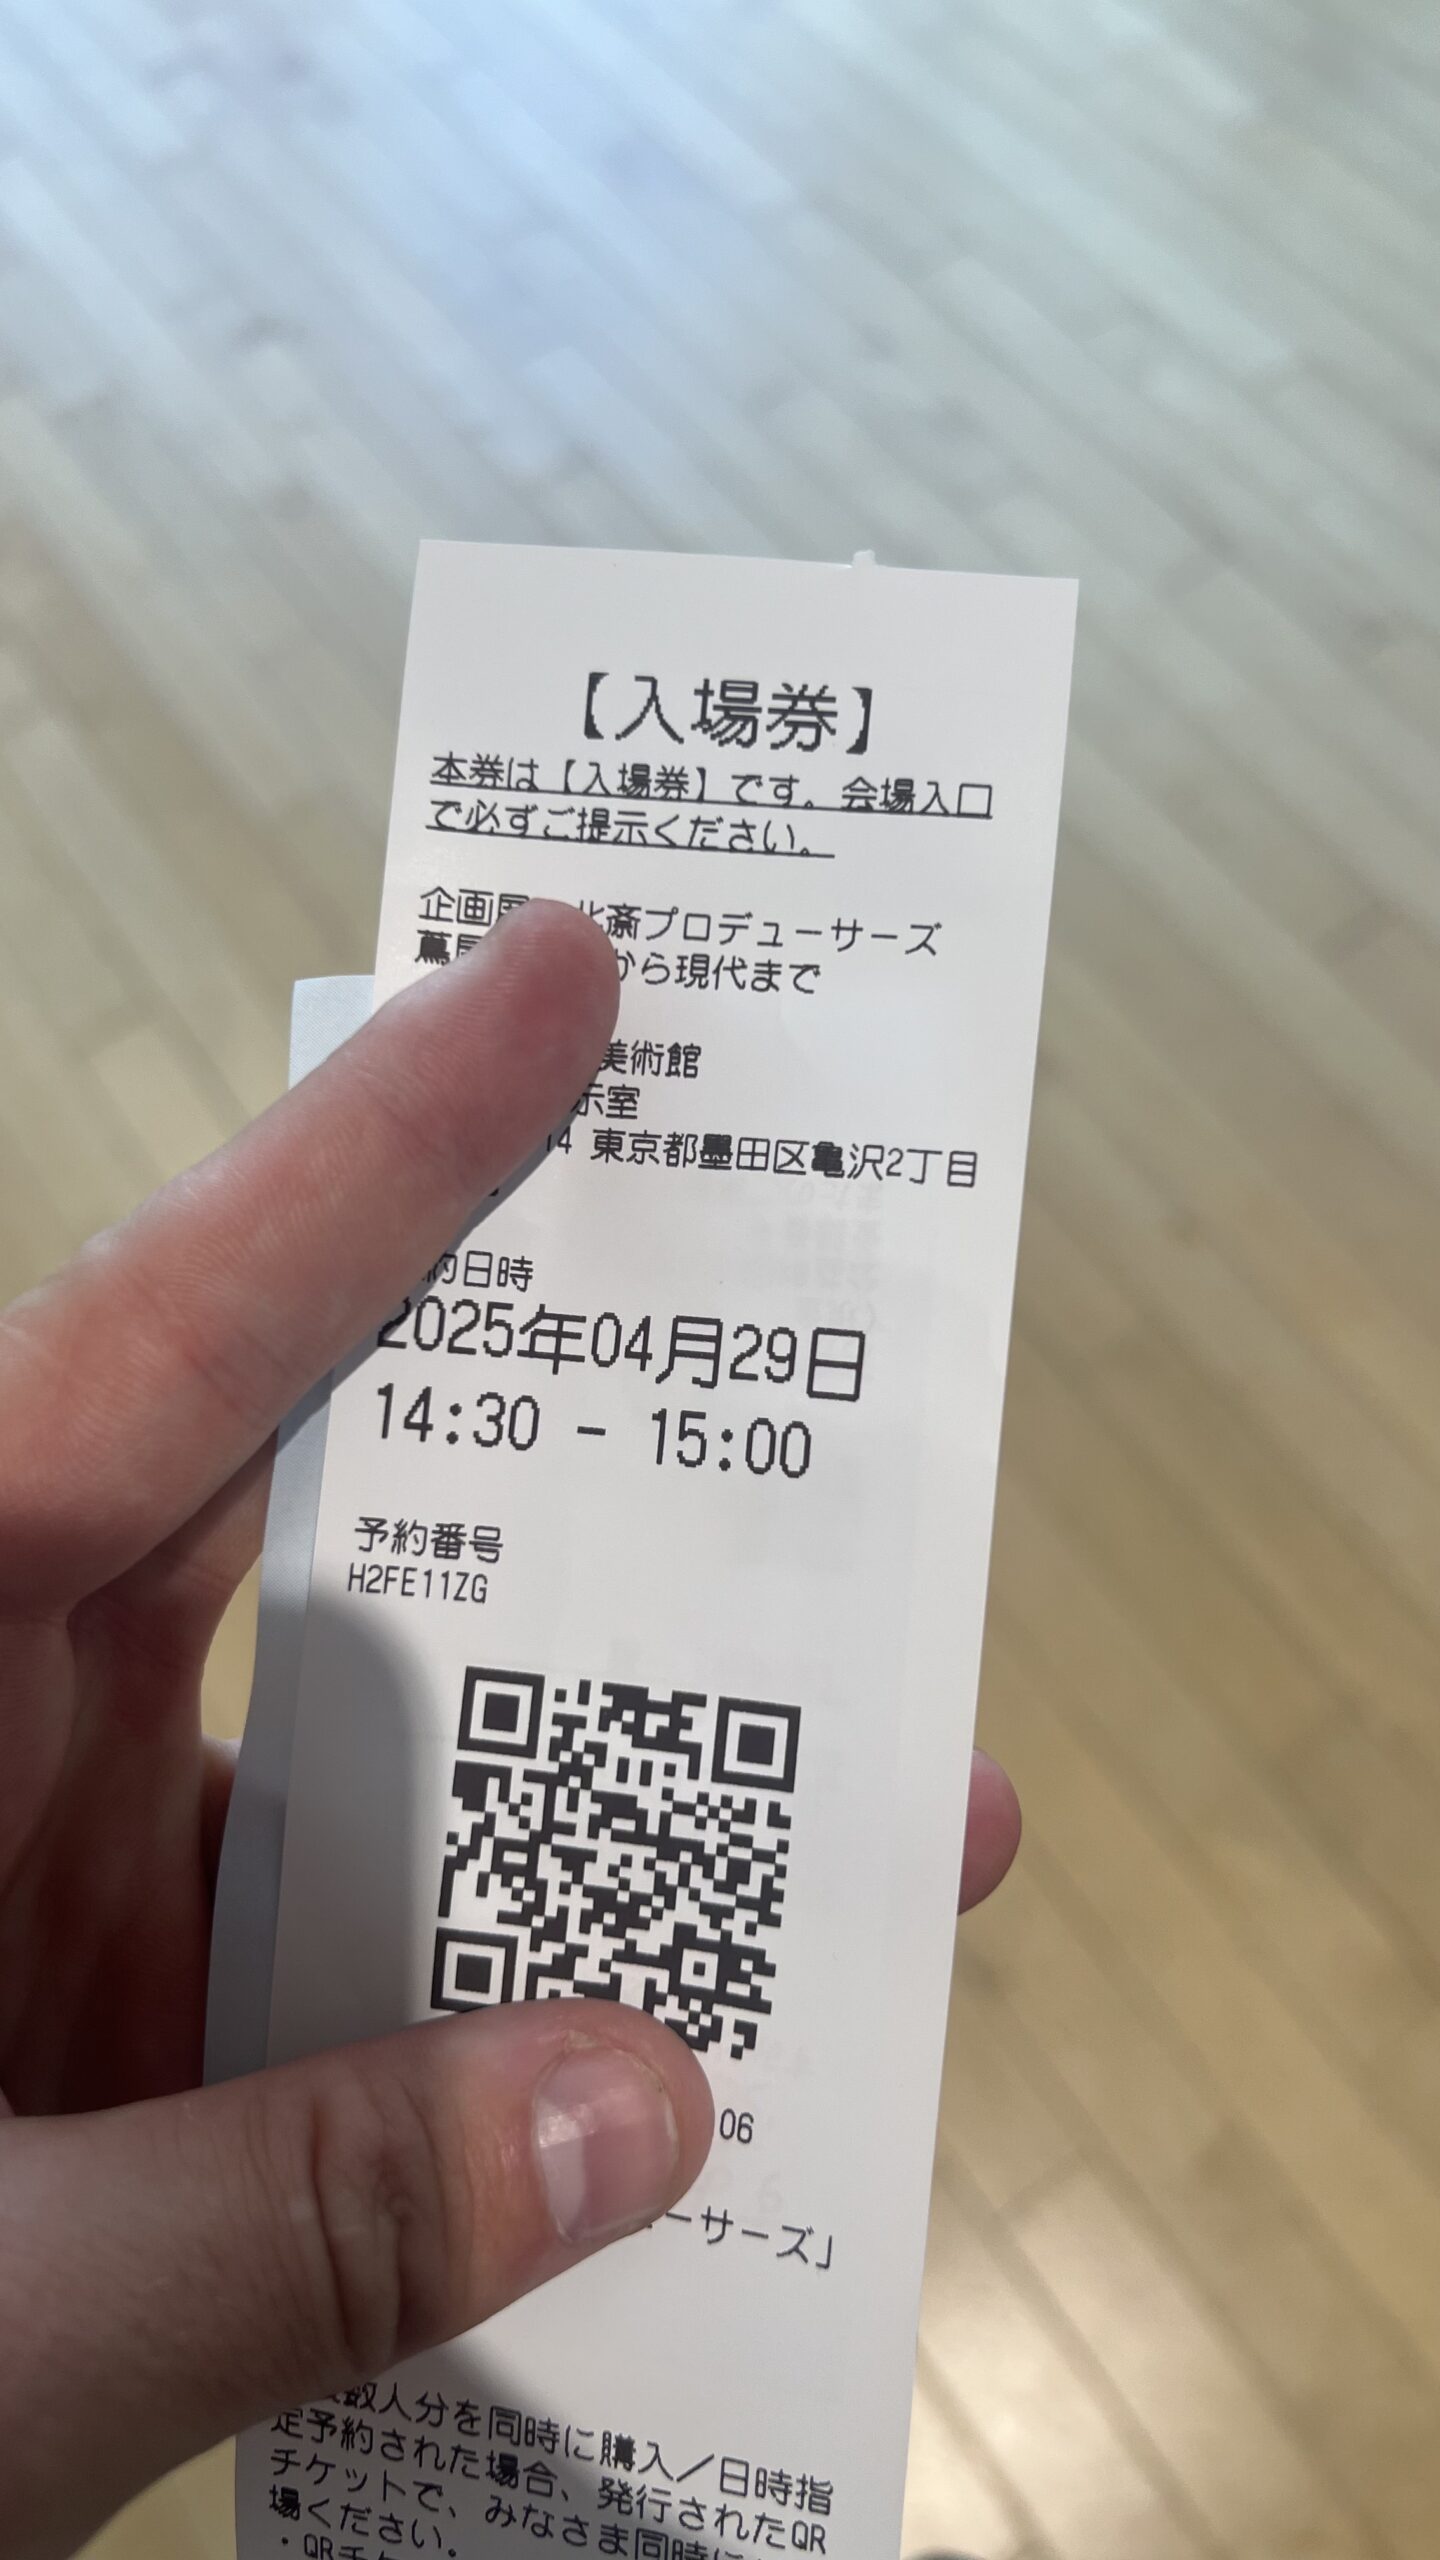 【入場券】
本券は【入場券】です。会場入口
で必ずご提示ください。
企画 斎プロデューサーズ
蔦 から現代まで
美術館
示室
14 東京都墨田区亀沢2丁目
約日時
2025年04月29日
14:30 - 15:00
予約番号
H2FE11ZG
06
ーサーズ」
数人分を同時に購入／日時指
定予約された場合、発行されたQR
チケットで、みなさま同時に
場ください。
・QRチ